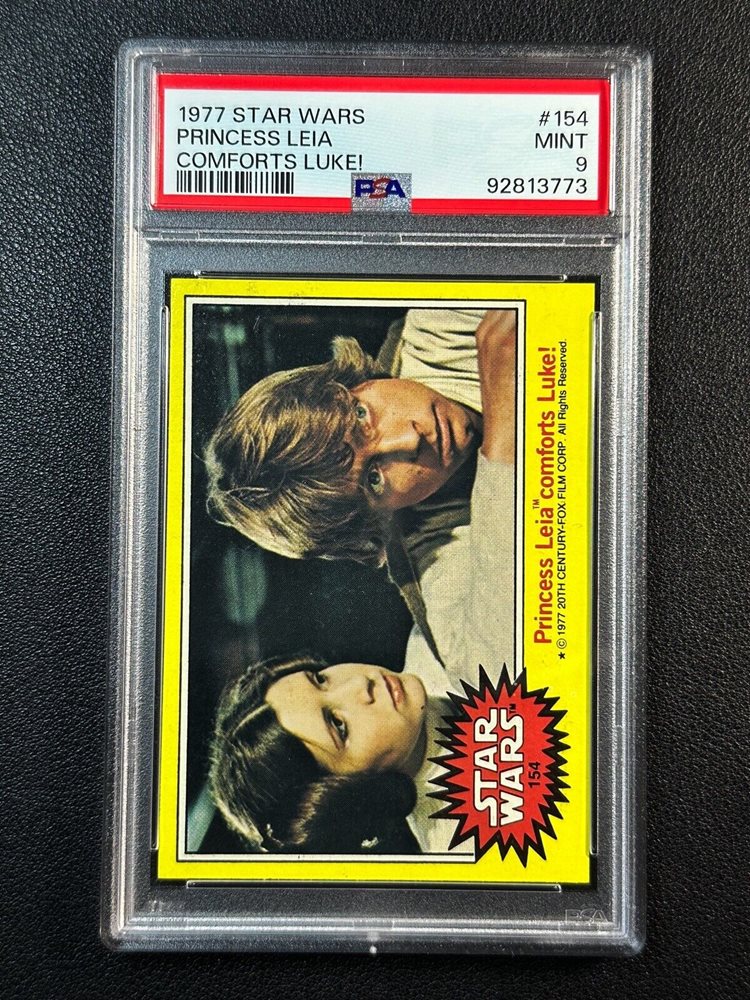 1977 STAR WARS #154
PRINCESS LEIA MINT
COMFORTS LUKE! 9
PSA 92813773
Princess Leia™ comforts Luke!
★ © 1977 20TH CENTURY-FOX FILM CORP. All Rights Reserved.
STAR
WARS™
154
PSA